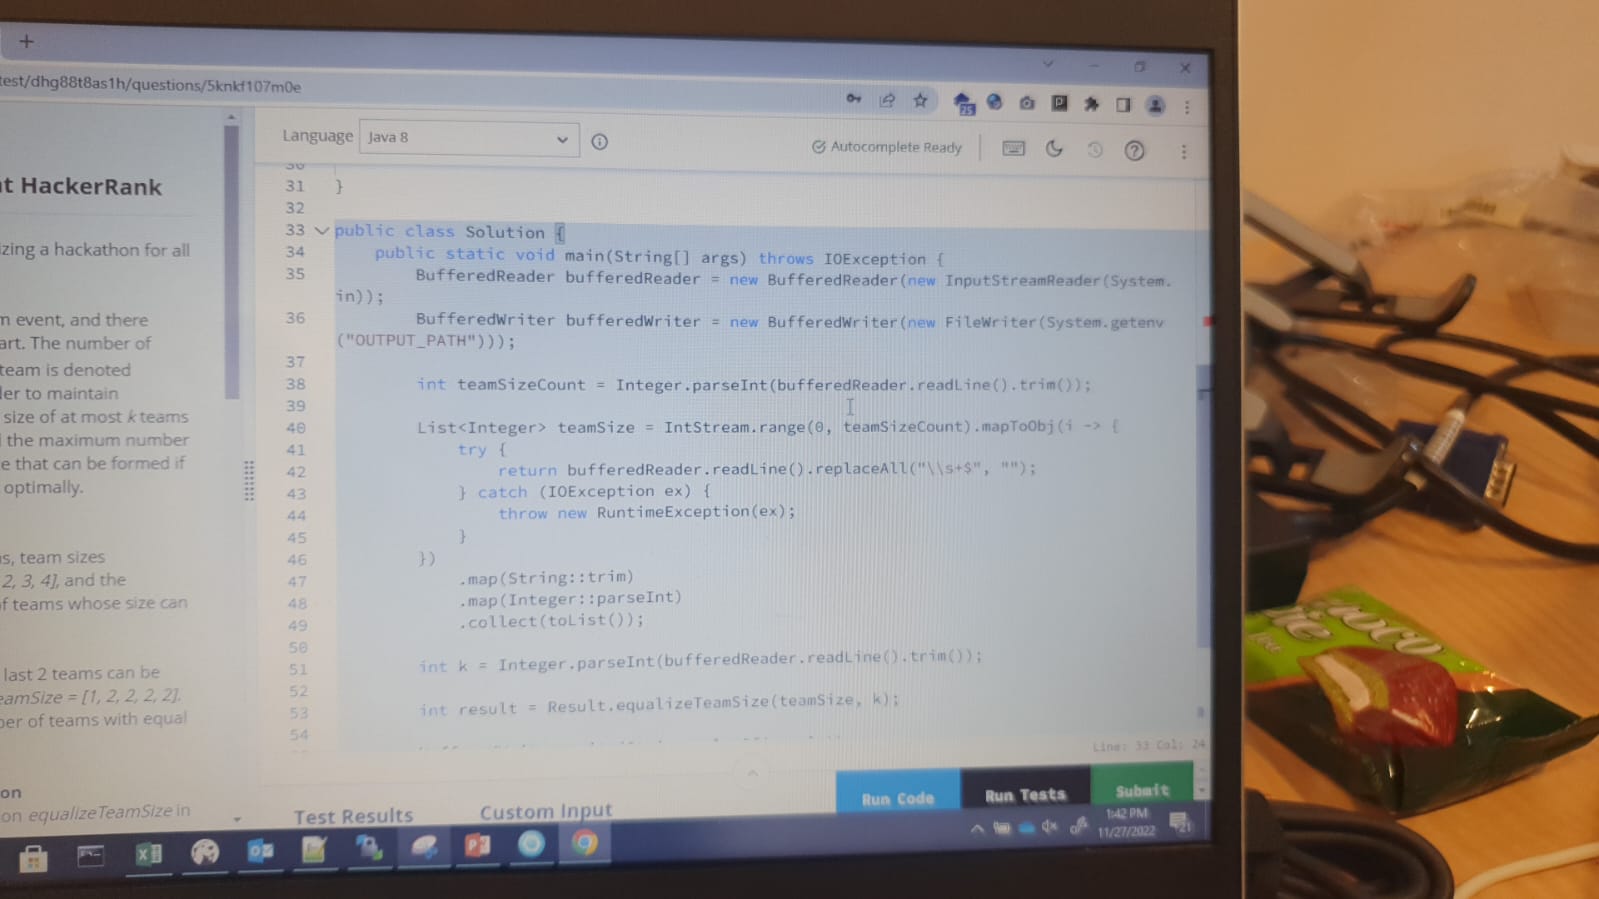 +
test/dhg88t8as1h/questions/5knkf107m0e
25
P
Language
Java 8
Autocomplete Ready
t HackerRank
izing a hackathon for all
m event, and there
art. The number of
team is denoted
ler to maintain
size of at most k teams
the maximum number
e that can be formed if
optimally.
ns, team sizes
2, 3, 4], and the
of teams whose size can
last 2 teams can be
eamSize = [1, 2, 2, 2, 2].
ber of teams with equal
on
on equalizeTeamSize in
30
31 }
32
33 public class Solution {
34 public static void main(String[] args) throws IOException {
35 BufferedReader bufferedReader = new BufferedReader(new InputStreamReader(System.
in));
36 BufferedWriter bufferedWriter = new BufferedWriter(new FileWriter(System.getenv
("OUTPUT_PATH")));
37
38 int teamSizeCount = Integer.parseInt(bufferedReader.readLine().trim());
39
40 List<Integer> teamSize = IntStream.range(0, teamSizeCount).mapToObj(i -> {
41 try {
42 return bufferedReader.readLine().replaceAll("\\s+$", "");
43 } catch (IOException ex) {
44 throw new RuntimeException(ex);
45 }
46 })
47 .map(String::trim)
48 .map(Integer::parseInt)
49 .collect(toList());
50
51 int k = Integer.parseInt(bufferedReader.readLine().trim());
52
53 int result = Result.equalizeTeamSize(teamSize, k);
54
Line: 33 Col: 24
Test Results
Custom Input
Run Code
Run Tests
Submit
1:42 PM
11/27/2022
21